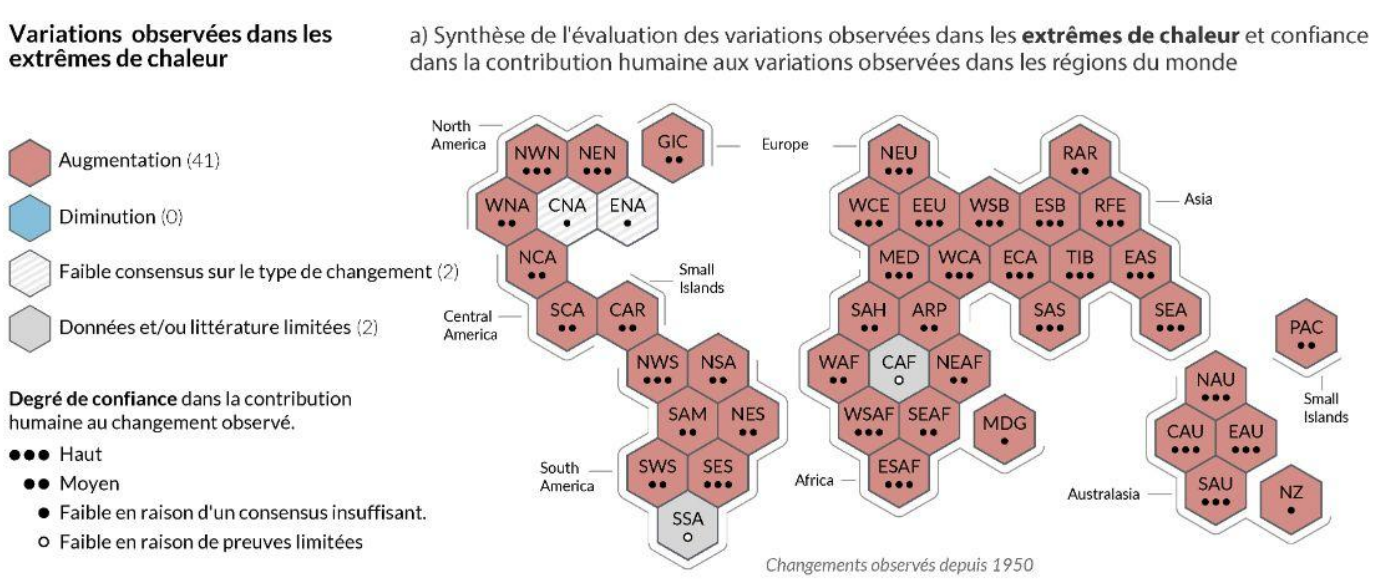 Variations observées dans les
extrêmes de chaleur
a) Synthèse de l'évaluation des variations observées dans les extrêmes de chaleur et confiance
dans la contribution humaine aux variations observées dans les régions du monde
Augmentation (41)
Diminution (0)
Faible consensus sur le type de changement (2)
Données et/ou littérature limitées (2)
Degré de confiance dans la contribution
humaine au changement observé.
●●● Haut
●● Moyen
● Faible en raison d'un consensus insuffisant.
○ Faible en raison de preuves limitées
North
America
NWN NEN GIC
WNA CNA ENA
NCA
Small
Islands
Central
America
SCA CAR
NWS NSA
SAM NES
South
America
SWS SES
SSA
Europe
NEU RAR
Asia
WCE EEU WSB ESB RFE
MED WCA ECA TIB EAS
SAH ARP SAS SEA
WAF CAF NEAF
WSAF SEAF MDG
Africa
ESAF
PAC
Small
Islands
NAU
CAU EAU
Australasia
SAU NZ
Changements observés depuis 1950